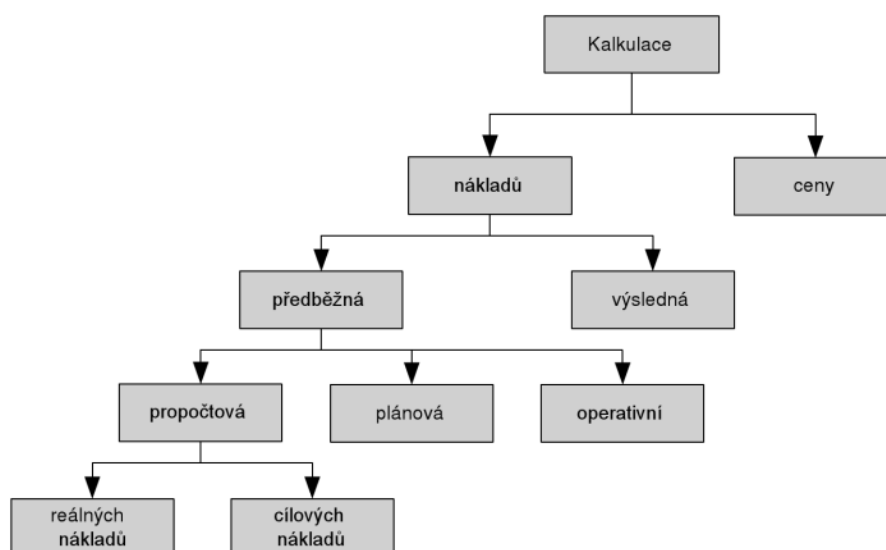 Kalkulace
nákladů
ceny
předběžná
výsledná
propočtová
plánová
operativní
reálných
nákladů
cílových
nákladů